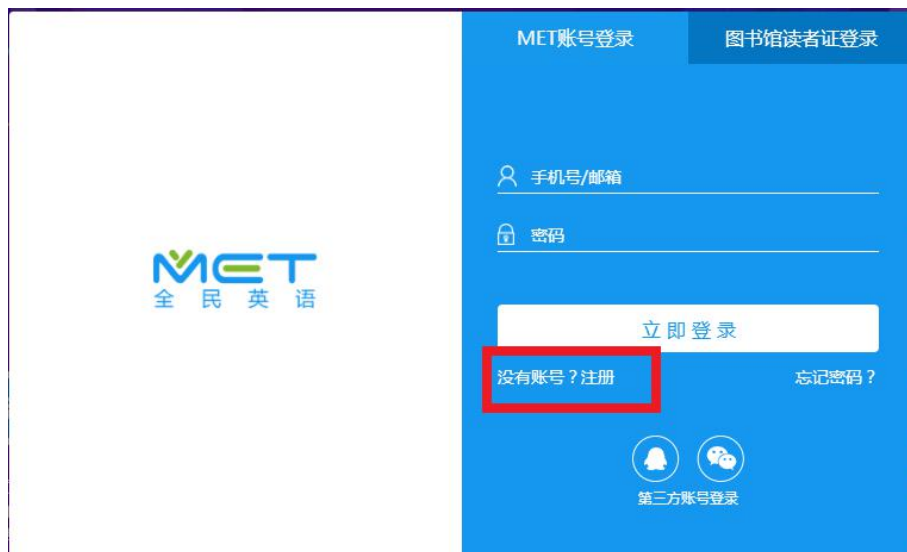 MET账号登录
图书馆读者证登录
手机号/邮箱
密码
MET
全民英语
立即登录
没有账号？注册
忘记密码？
第三方账号登录